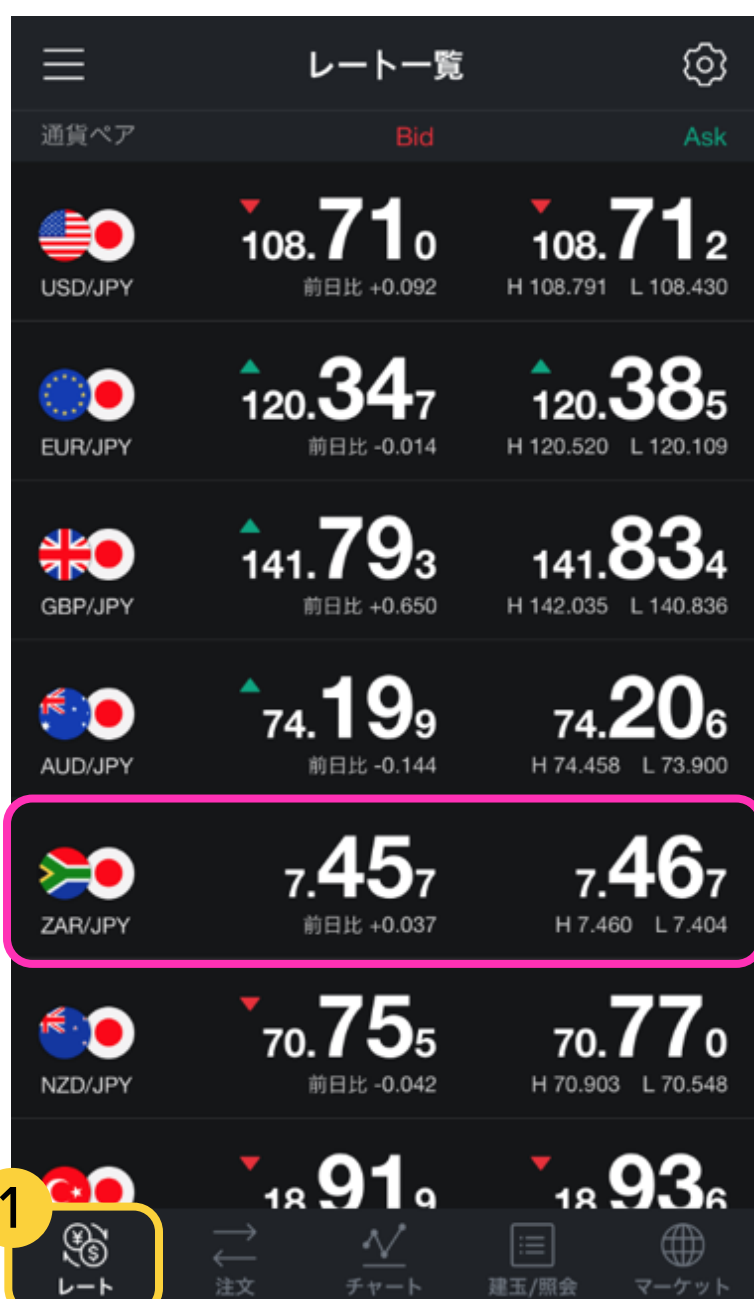 レート一覧
通貨ペア Bid Ask
108.710 108.712
USD/JPY 前日比 +0.092 H 108.791 L 108.430
120.347 120.385
EUR/JPY 前日比 -0.014 H 120.520 L 120.109
141.793 141.834
GBP/JPY 前日比 +0.650 H 142.035 L 140.836
74.199 74.206
AUD/JPY 前日比 -0.144 H 74.458 L 73.900
7.457 7.467
ZAR/JPY 前日比 +0.037 H 7.460 L 7.404
70.755 70.770
NZD/JPY 前日比 -0.042 H 70.903 L 70.548
18.919 18.936
1
レート 注文 チャート 建玉/照会 マーケット